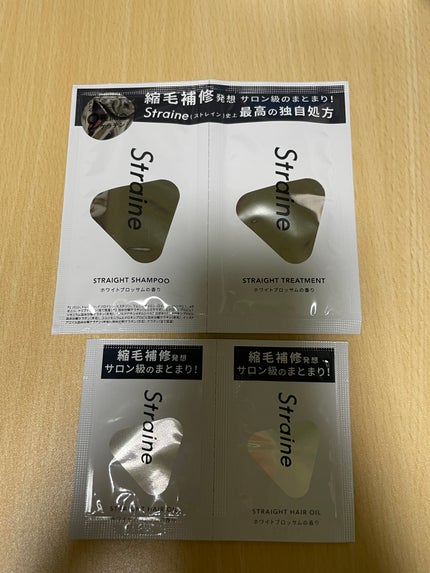 縮毛補修発想 サロン級のまとまり!
Straine(ストレイン)史上 最高の独自処方
Straine
Straine
STRAIGHT SHAMPOO
ホワイトブロッサムの香り
STRAIGHT TREATMENT
ホワイトブロッサムの香り
縮毛補修発想
サロン級のまとまり!
縮毛補修発想
サロン級のまとまり!
Straine
Straine
STRAIGHT HAIR OIL
STRAIGHT HAIR OIL
ホワイトブロッサムの香り